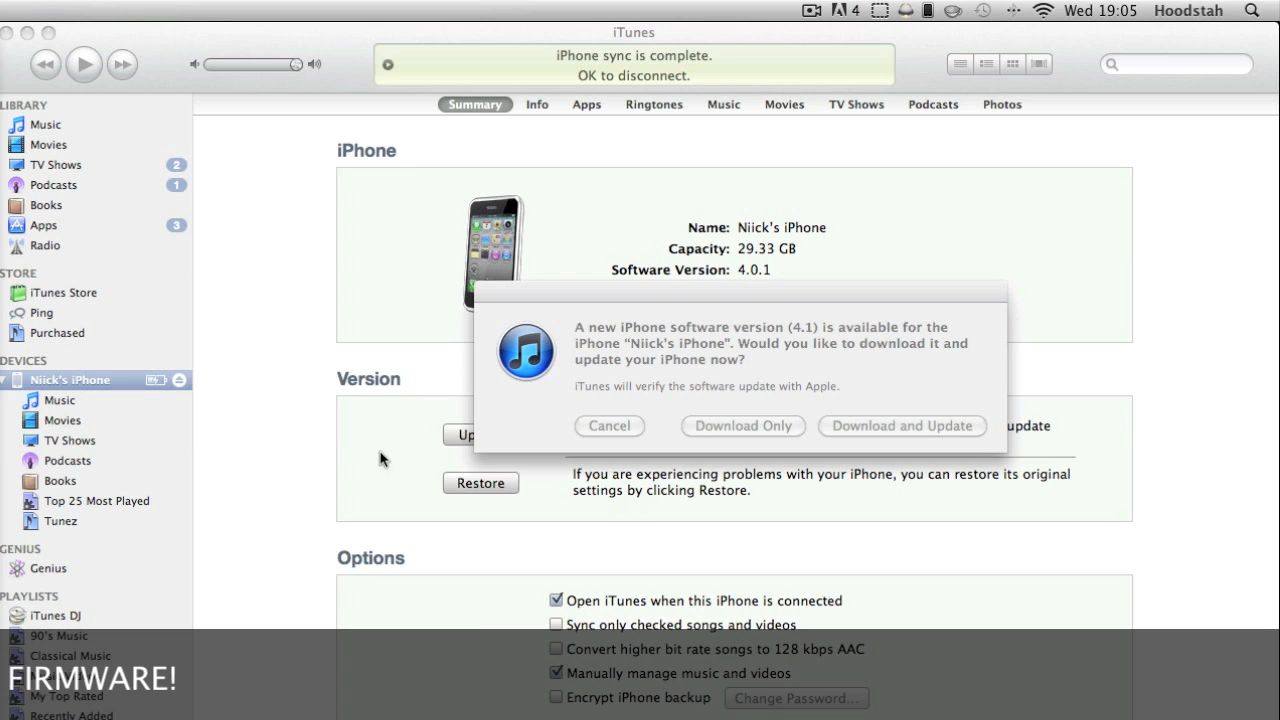 4 Wed 19:05 Hoodstah
iTunes
iPhone sync is complete.
OK to disconnect.
LIBRARY
Music
Movies
TV Shows 2
Podcasts 1
Books
Apps 3
Radio
STORE
iTunes Store
Ping
Purchased
DEVICES
Niick's iPhone
Music
Movies
TV Shows
Podcasts
Books
Top 25 Most Played
Tunez
GENIUS
Genius
PLAYLISTS
iTunes DJ
90's Music
Classical Music
My Top Rated
Recently Added
Summary Info Apps Ringtones Music Movies TV Shows Podcasts Photos
iPhone
Name: Niick's iPhone
Capacity: 29.33 GB
Software Version: 4.0.1
A new iPhone software version (4.1) is available for the
iPhone "Niick's iPhone". Would you like to download it and
update your iPhone now?
iTunes will verify the software update with Apple.
Cancel Download Only Download and Update
Version
Up update
Restore
If you are experiencing problems with your iPhone, you can restore its original
settings by clicking Restore.
Options
Open iTunes when this iPhone is connected
Sync only checked songs and videos
Convert higher bit rate songs to 128 kbps AAC
Manually manage music and videos
Encrypt iPhone backup Change Password...
FIRMWARE!